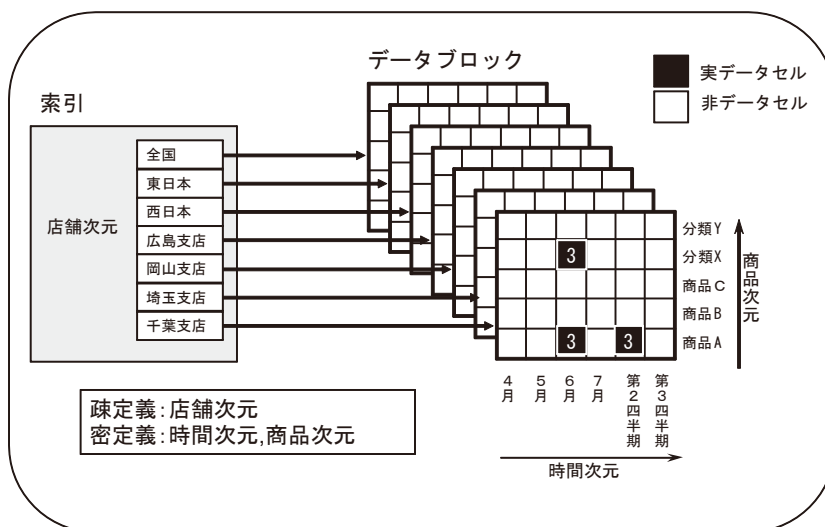 データブロック
実データセル
非データセル
索引
店舗次元
全国
東日本
西日本
広島支店
岡山支店
埼玉支店
千葉支店
3
3
3
分類Y
分類X
商品C
商品B
商品A
商品次元
4月
5月
6月
7月
第2四半期
第3四半期
時間次元
疎定義:店舗次元
密定義:時間次元,商品次元